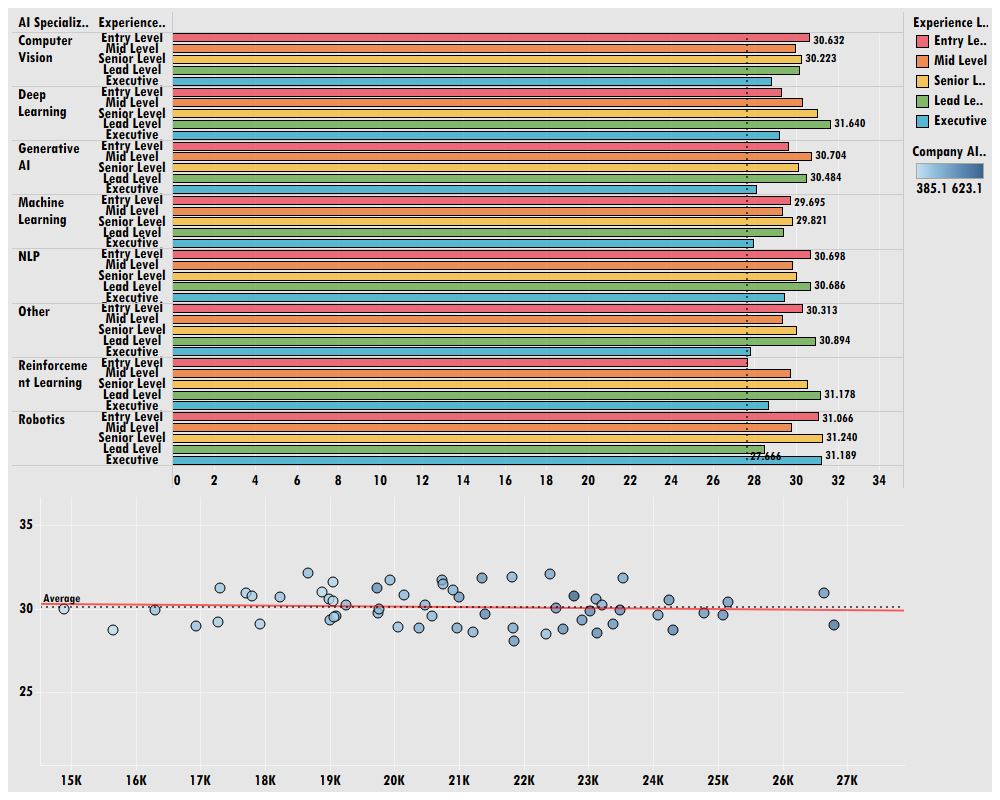 AI Specializ.. Experience..
Computer
Vision
Entry Level
30.632
Mid Level
Senior Level
30.223
Lead Level
Executive
Deep
Learning
Entry Level
Mid Level
Senior Level
Lead Level
31.640
Executive
Generative
AI
Entry Level
Mid Level
30.704
Senior Level
Lead Level
30.484
Executive
Machine
Learning
Entry Level
29.695
Mid Level
Senior Level
29.821
Lead Level
Executive
NLP
Entry Level
30.698
Mid Level
Senior Level
Lead Level
30.686
Executive
Other
Entry Level
30.313
Mid Level
Senior Level
Lead Level
30.894
Executive
Reinforceme
nt Learning
Entry Level
Mid Level
Senior Level
Lead Level
31.178
Executive
Robotics
Entry Level
31.066
Mid Level
Senior Level
31.240
Lead Level
27.666
Executive
31.189
0 2 4 6 8 10 12 14 16 18 20 22 24 26 28 30 32 34
Experience L..
Entry Le..
Mid Level
Senior L..
Lead Le..
Executive
Company AI..
385.1 623.1
35
Average
30
25
15K 16K 17K 18K 19K 20K 21K 22K 23K 24K 25K 26K 27K